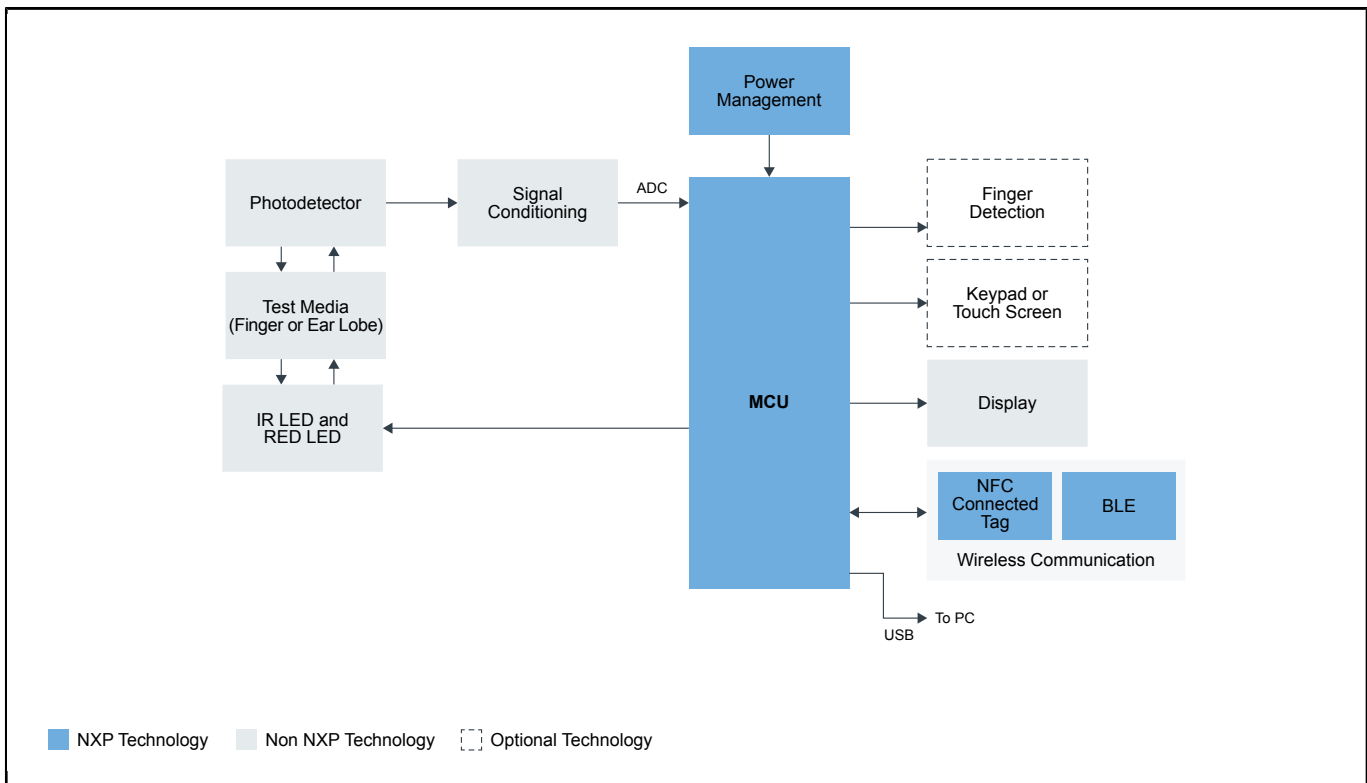 Power
Management
Photodetector
Signal
Conditioning
ADC
Finger
Detection
Test Media
(Finger or Ear Lobe)
Keypad or
Touch Screen
IR LED and
RED LED
MCU
Display
NFC
Connected
Tag
BLE
Wireless Communication
USB
To PC
NXP Technology
Non NXP Technology
Optional Technology